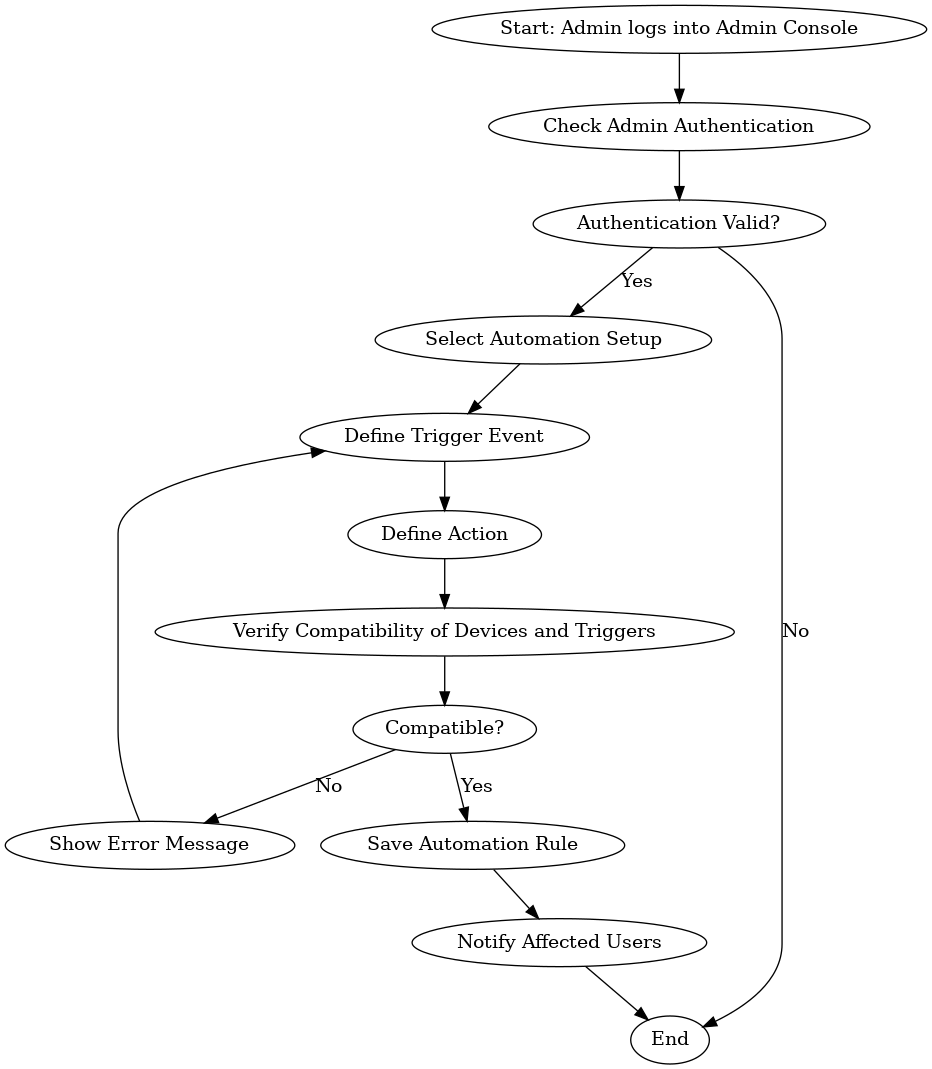 Start: Admin logs into Admin Console
Check Admin Authentication
Authentication Valid?
Yes
Select Automation Setup
Define Trigger Event
Define Action
Verify Compatibility of Devices and Triggers
No
Compatible?
No
Yes
Show Error Message
Save Automation Rule
Notify Affected Users
End